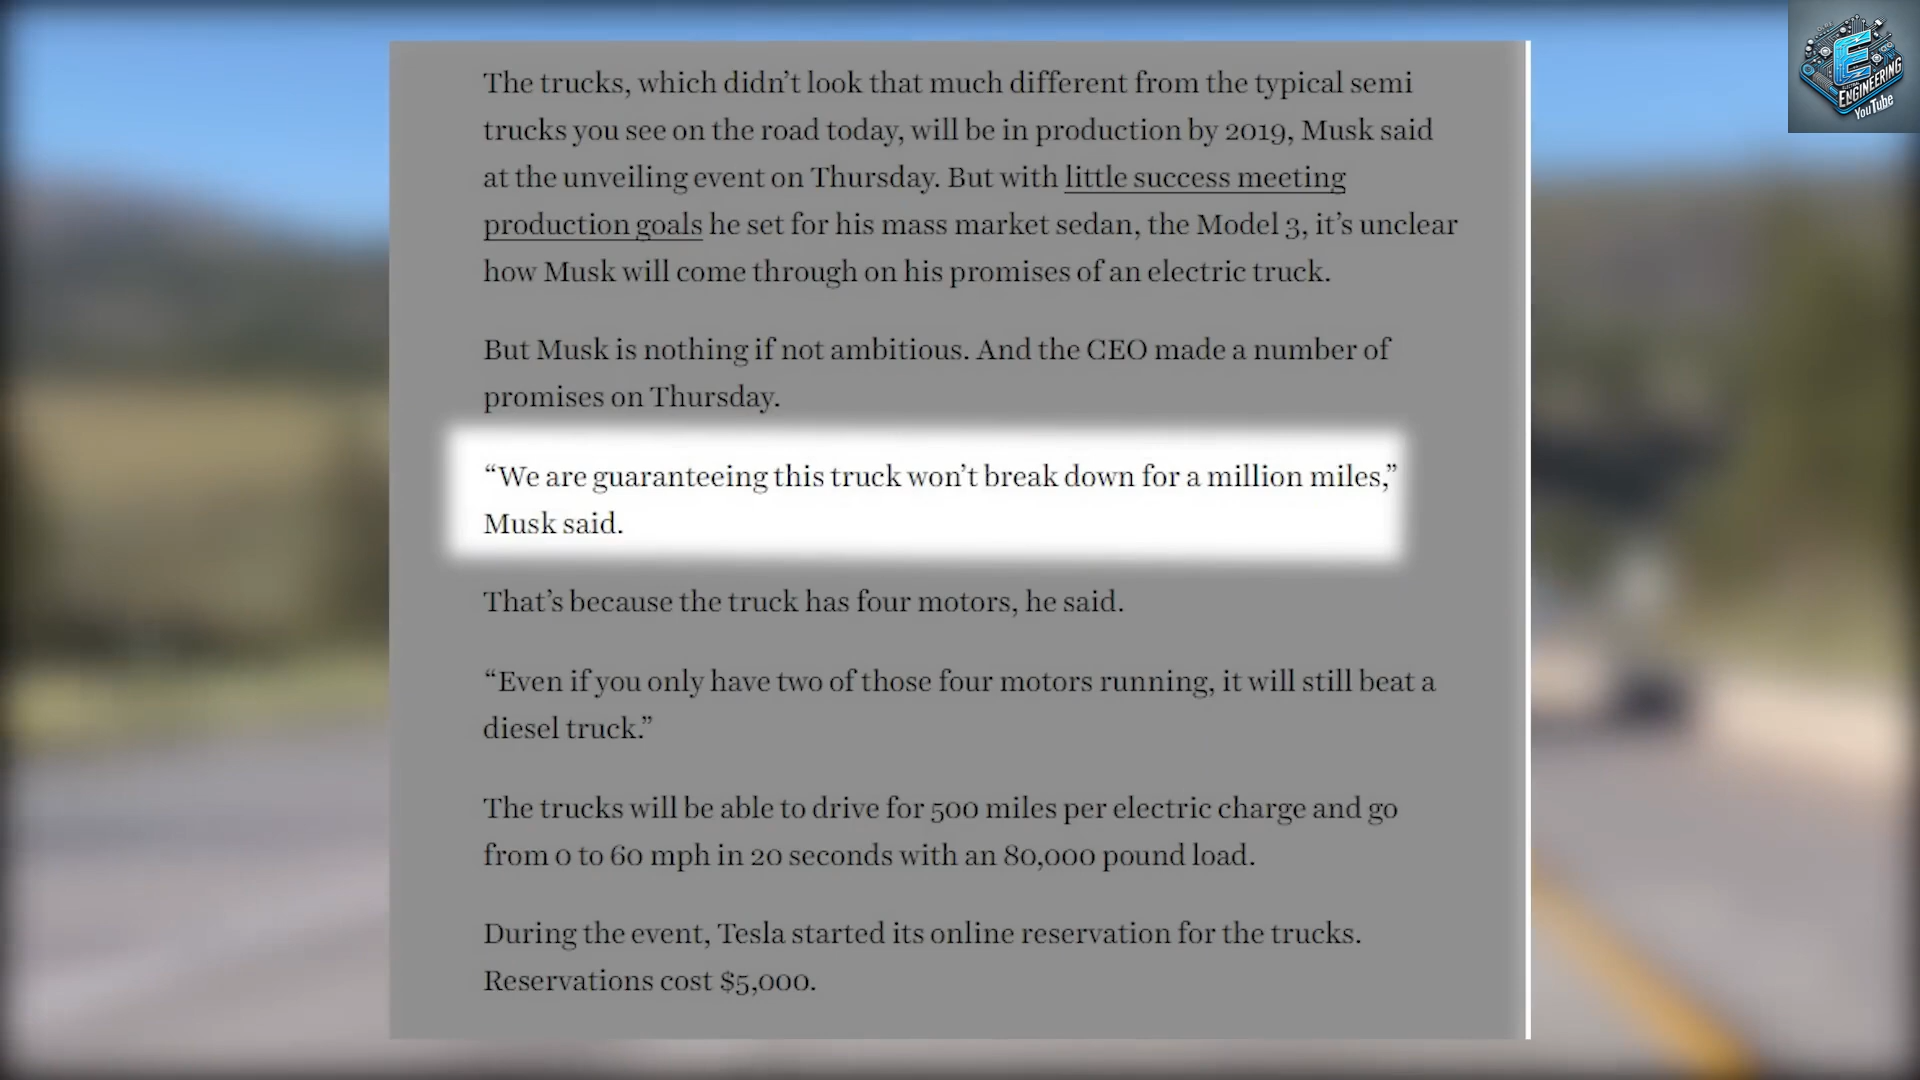 The trucks, which didn’t look that much different from the typical semi
trucks you see on the road today, will be in production by 2019, Musk said
at the unveiling event on Thursday. But with little success meeting
production goals he set for his mass market sedan, the Model 3, it’s unclear
how Musk will come through on his promises of an electric truck.
But Musk is nothing if not ambitious. And the CEO made a number of
promises on Thursday.
“We are guaranteeing this truck won’t break down for a million miles,”
Musk said.
That’s because the truck has four motors, he said.
“Even if you only have two of those four motors running, it will still beat a
diesel truck.”
The trucks will be able to drive for 500 miles per electric charge and go
from 0 to 60 mph in 20 seconds with an 80,000 pound load.
During the event, Tesla started its online reservation for the trucks.
Reservations cost $5,000.
E
ENGINEERING
YouTube